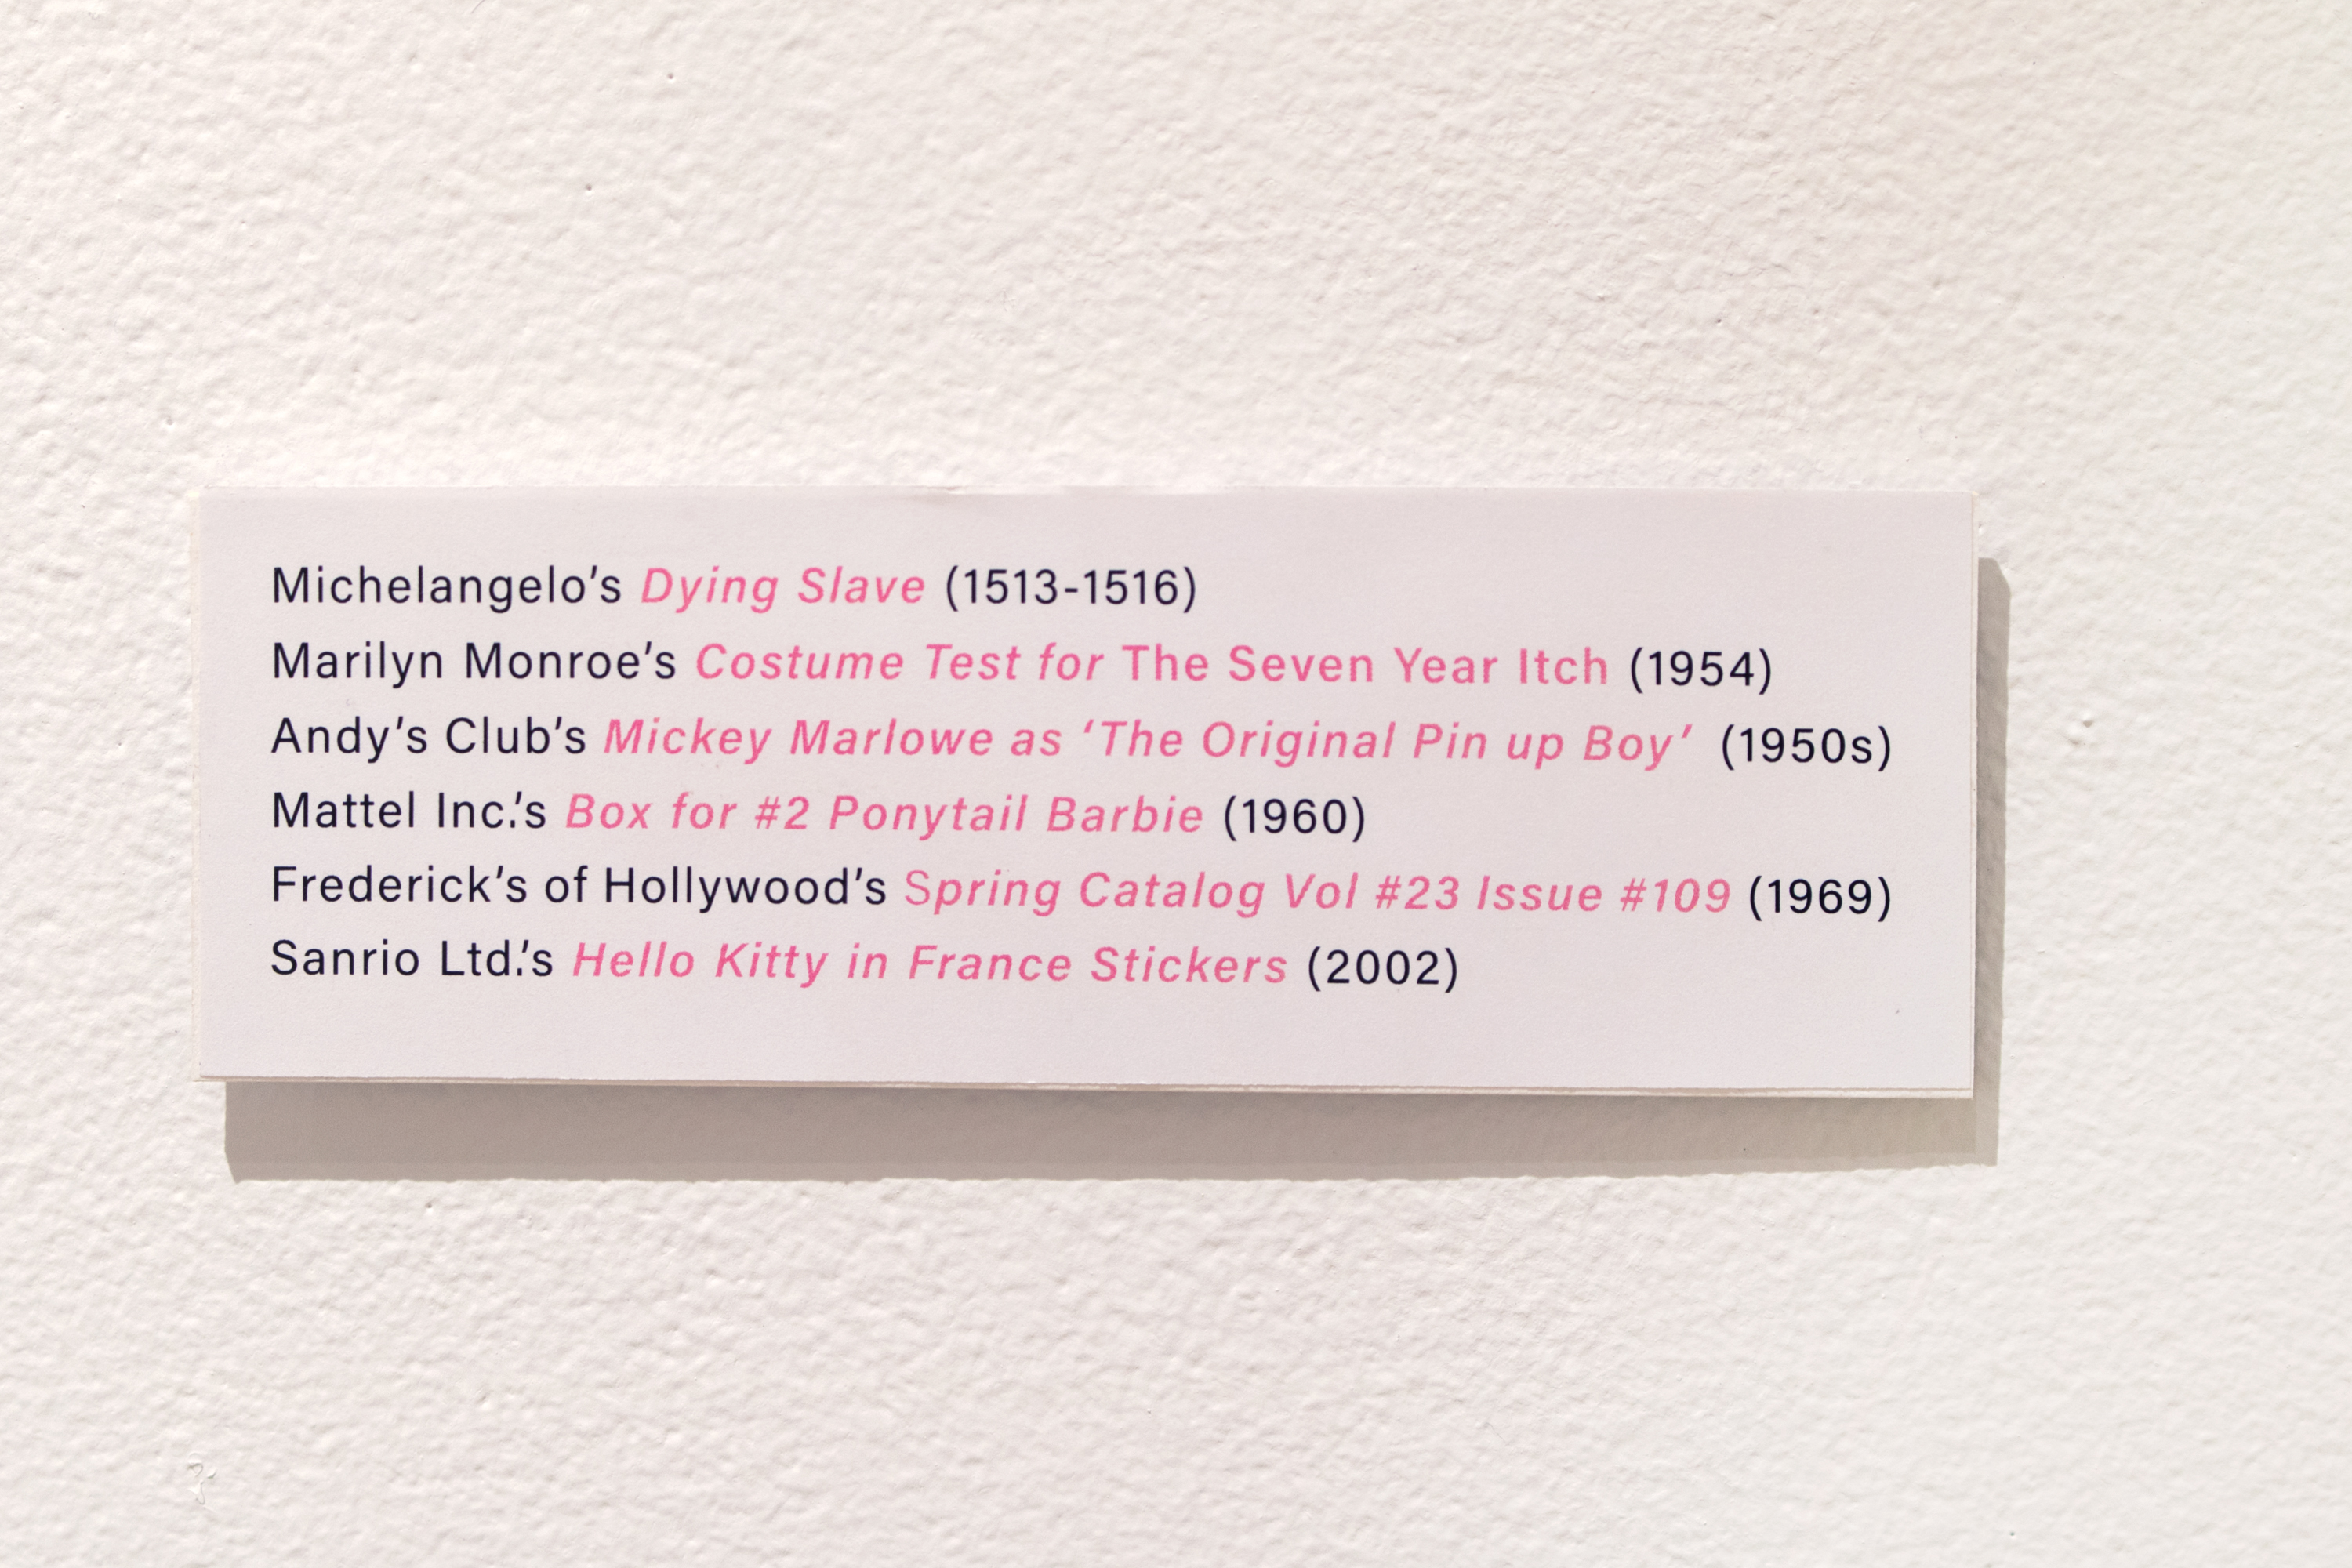 Michelangelo’s Dying Slave (1513-1516)
Marilyn Monroe’s Costume Test for The Seven Year Itch (1954)
Andy’s Club’s Mickey Marlowe as ‘The Original Pin up Boy’ (1950s)
Mattel Inc.’s Box for #2 Ponytail Barbie (1960)
Frederick’s of Hollywood’s Spring Catalog Vol #23 Issue #109 (1969)
Sanrio Ltd.’s Hello Kitty in France Stickers (2002)